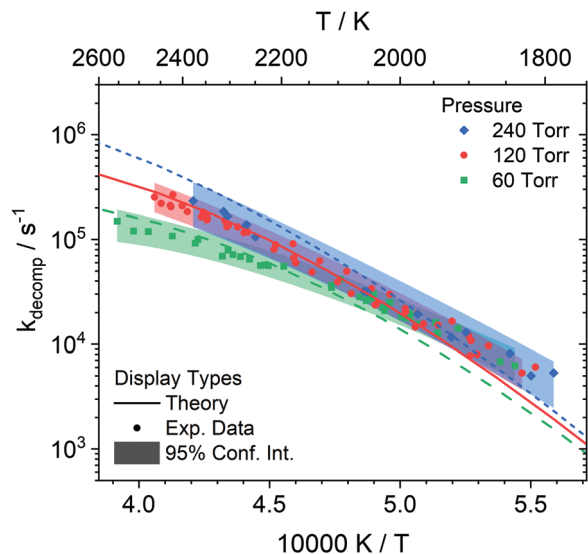 T / K
2600 2400 2200 2000 1800
Pressure
240 Torr
120 Torr
60 Torr
10⁶
10⁵
10⁴
10³
k_decomp / s⁻¹
Display Types
Theory
Exp. Data
95% Conf. Int.
4.0 4.5 5.0 5.5
10000 K / T